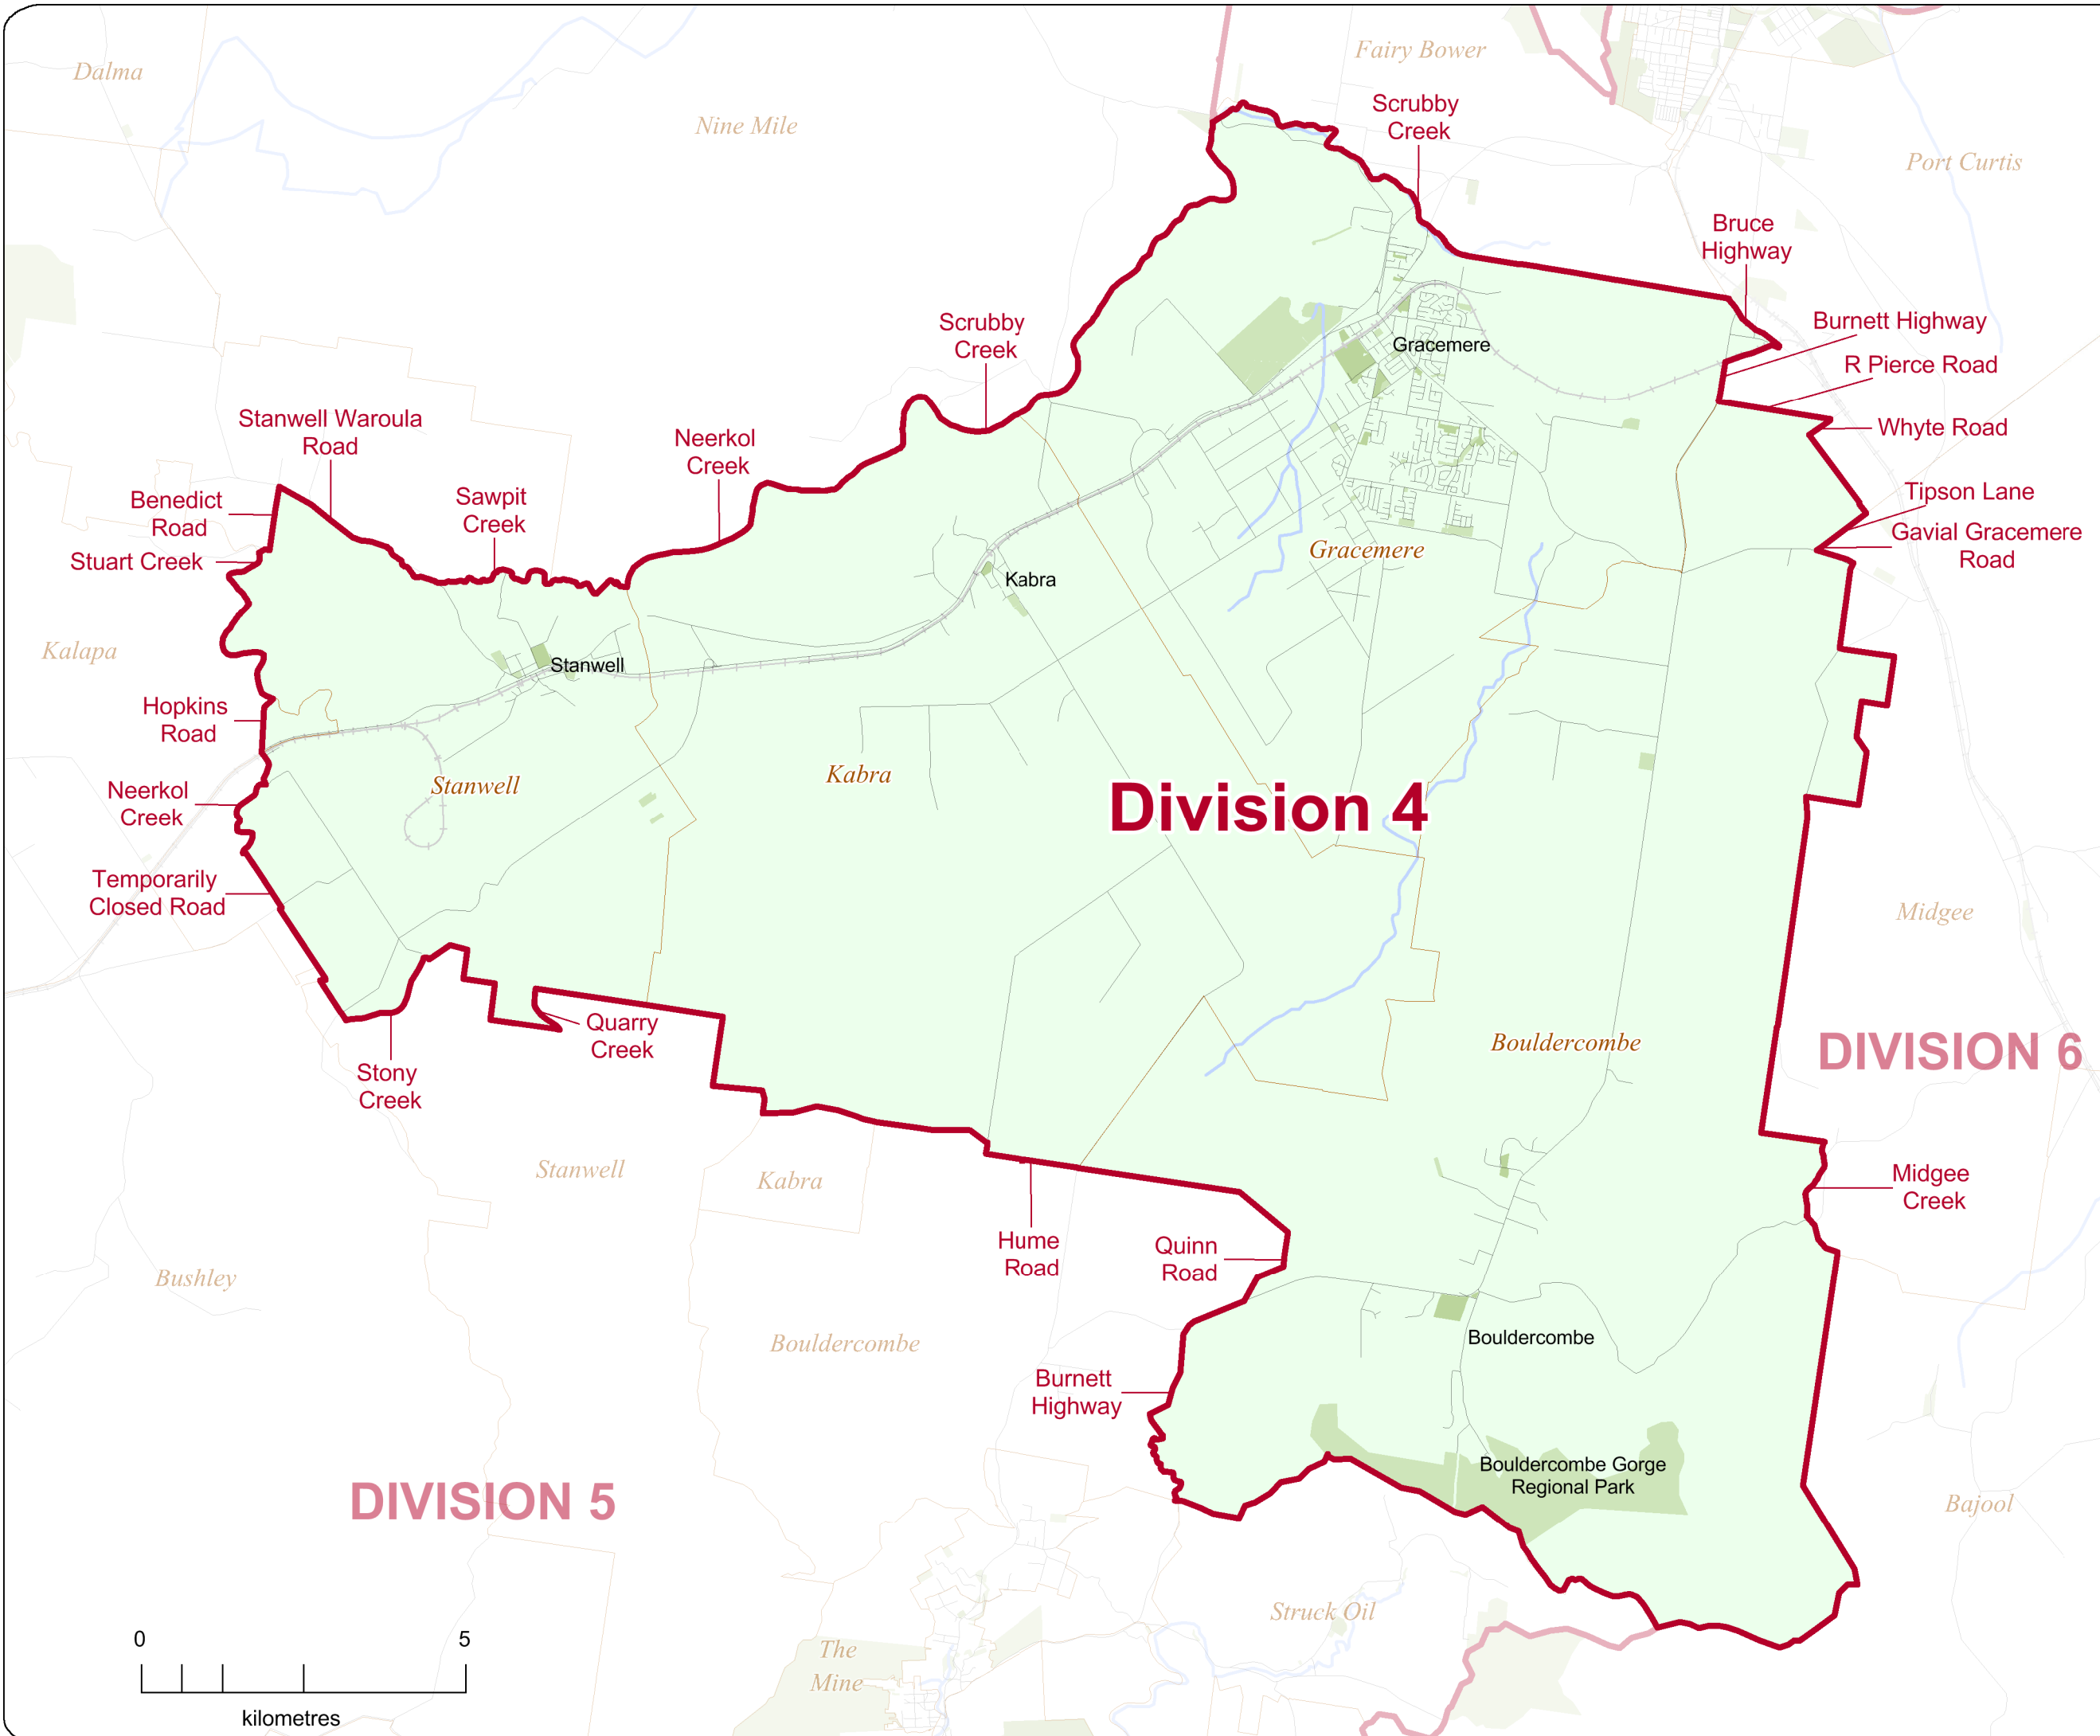 Fairy Bower
Dalma
Scrubby
Creek
Nine Mile
Port Curtis
Bruce
Highway
Burnett Highway
Scrubby
Creek
Gracemere
R Pierce Road
Stanwell Waroula
Road
Whyte Road
Neerkol
Creek
Benedict
Road
Sawpit
Creek
Tipson Lane
Stuart Creek
Gavial Gracemere
Road
Gracemere
Kabra
Kalapa
Stanwell
Hopkins
Road
Kabra
Stanwell
Neerkol
Creek
Division 4
Temporarily
Closed Road
Midgee
Quarry
Creek
Bouldercombe
DIVISION 6
Stony
Creek
Stanwell
Kabra
Midgee
Creek
Hume
Road
Quinn
Road
Bushley
Bouldercombe
Bouldercombe
Burnett
Highway
Bouldercombe Gorge
Regional Park
DIVISION 5
Bajool
Struck Oil
The
Mine
0 5
kilometres